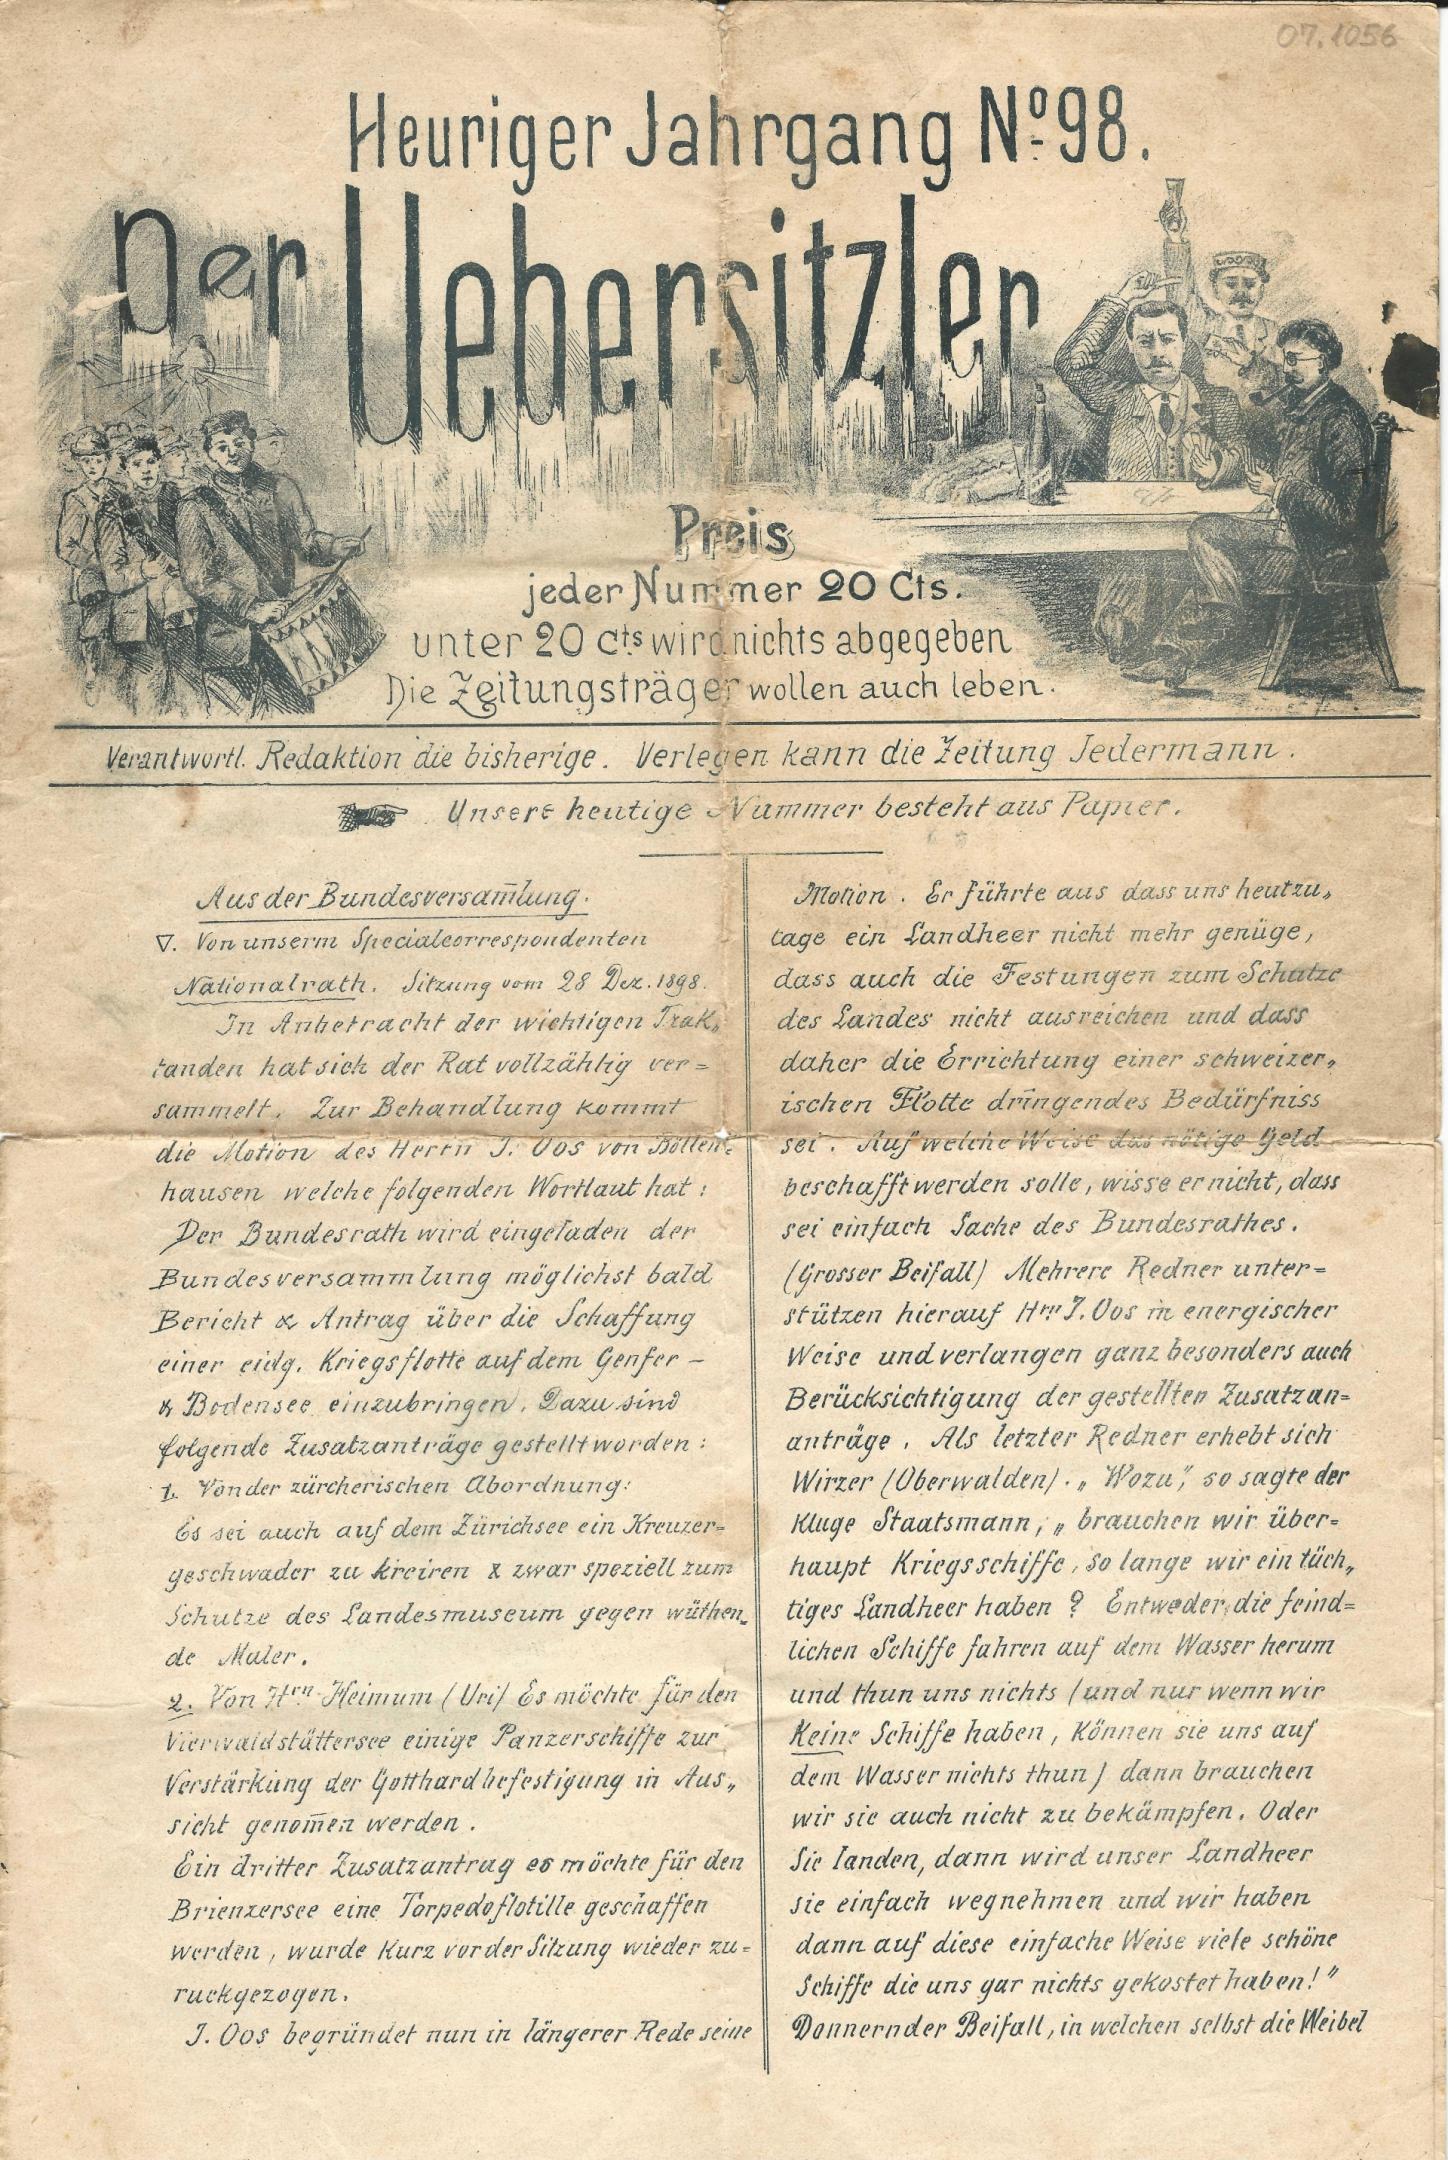 07.1056
Heuriger Jahrgang No 98.
Der Uebersitzler
Preis
jeder Nummer 20 Cts.
unter 20 cts wird nichts abgegeben
Die Zeitungsträger wollen auch leben.
Verantwortl. Redaktion die bisherige. Verlegen kann die Zeitung Jedermann.
Unsere heutige Nummer besteht aus Papier.
Aus der Bundesversam̅lung.
∇. Von unserm Specialcorrespondenten
Nationalrath. Sitzung vom 28 Dez. 1898.
In Anbetracht der wichtigen Trak„
tanden hat sich der Rat vollzählig ver=
sammelt. Zur Behandlung kommt
die Motion des Herrn J. Oos von Böllen=
hausen welche folgenden Wortlaut hat:
Der Bundesrath wird eingeladen der
Bundesversammlung möglichst bald
Bericht & Antrag über die Schaffung
einer eidg. Kriegsflotte auf dem Genfer-
& Bodensee einzubringen. Dazu sind
folgende Zusatzanträge gestellt worden:
1. Von der zürcherischen Abordnung:
Es sei auch auf dem Zürichsee ein Kreuzer=
geschwader zu kreiren & zwar speziell zum
Schutze des Landesmuseum gegen wüthen„
de Maler.
2. Von Hrn Heimum (Uri) Es möchte für den
Vierwaldstättersee einige Panzerschiffe zur
Verstärkung der Gotthardbefestigung in Aus„
sicht genom̅en werden.
Ein dritter Zusatzantrag es möchte für den
Brienzersee eine Torpedoflotille geschaffen
werden, wurde kurz vor der Sitzung wieder zu=
rückgezogen.
J. Oos begründet nun in längerer Rede seine
Motion. Er führte aus dass uns heutzu„
tage ein Landheer nicht mehr genüge,
dass auch die Festungen zum Schutze
des Landes nicht ausreichen und dass
daher die Errichtung einer schweizer„
ischen Flotte dringendes Bedürfniss
sei. Auf welche Weise das nötige Geld
beschafft werden solle, wisse er nicht, dass
sei einfach Sache des Bundesrathes.
(Grosser Beifall) Mehrere Redner unter=
stützen hierauf Hrn J. Oos in energischer
Weise und verlangen ganz besonders auch
Berücksichtigung der gestellten Zusatzan=
anträge. Als letzter Redner erhebt sich
Wirzer (Oberwalden). „Wozu", so sagte der
kluge Staatsmann, „brauchen wir über=
haupt Kriegsschiffe, so lange wir ein tüch„
tiges Landheer haben? Entweder, die feind=
lichen Schiffe fahren auf dem Wasser herum
und thun uns nichts (und nur wenn wir
Keine Schiffe haben, können sie uns auf
dem Wasser nichts thun) dann brauchen
wir sie auch nicht zu bekämpfen. Oder
Sie landen, dann wird unser Landheer
sie einfach wegnehmen und wir haben
dann auf diese einfache Weise viele schöne
Schiffe die uns gar nichts gekostet haben!"
Donnernder Beifall, in welchen selbst die Weibel